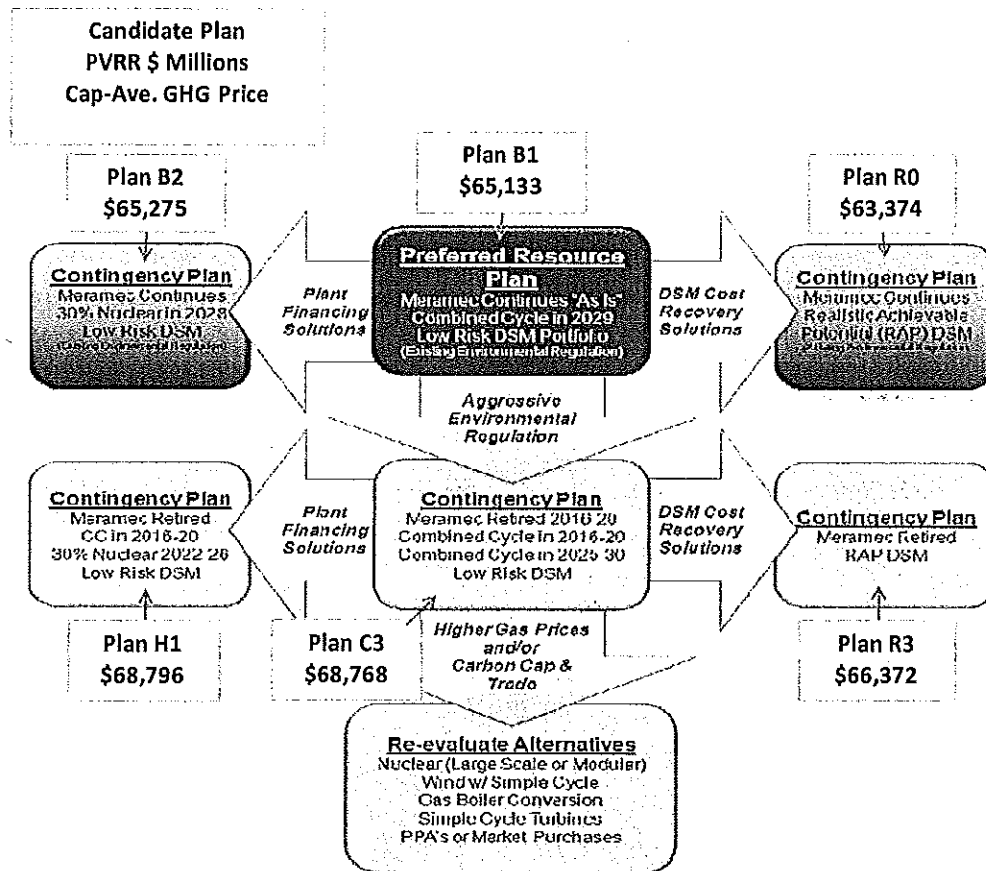 Candidate Plan
PVRR $ Millions
Cap-Ave. GHG Price
Plan B2
$65,275
Plan B1
$65,133
Plan R0
$63,374
Contingency Plan
Meramec Continues
30% Nuclear in 2028
Low Risk DSM
(Existing Environmental Regulation)
Plant
Financing
Solutions
Preferred Resource
Plan
Meramec Continues "As Is"
Combined Cycle in 2029
Low Risk DSM Portfolio
(Existing Environmental Regulation)
DSM Cost
Recovery
Solutions
Contingency Plan
Meramec Continues
Realistic Achievable
Potential (RAP) DSM
(Existing Environmental Regulation)
Aggressive
Environmental
Regulation
Contingency Plan
Meramec Retired
CC in 2016-20
30% Nuclear 2022-26
Low Risk DSM
Plant
Financing
Solutions
Contingency Plan
Meramec Retired 2016-20
Combined Cycle in 2016-20
Combined Cycle in 2025-30
Low Risk DSM
DSM Cost
Recovery
Solutions
Contingency Plan
Meramec Retired
RAP DSM
Plan H1
$68,796
Plan C3
$68,768
Higher Gas Prices
and/or
Carbon Cap &
Trade
Plan R3
$66,372
Re-evaluate Alternatives
Nuclear (Large Scale or Modular)
Wind w/ Simple Cycle
Gas Boiler Conversion
Simple Cycle Turbines
PPA's or Market Purchases